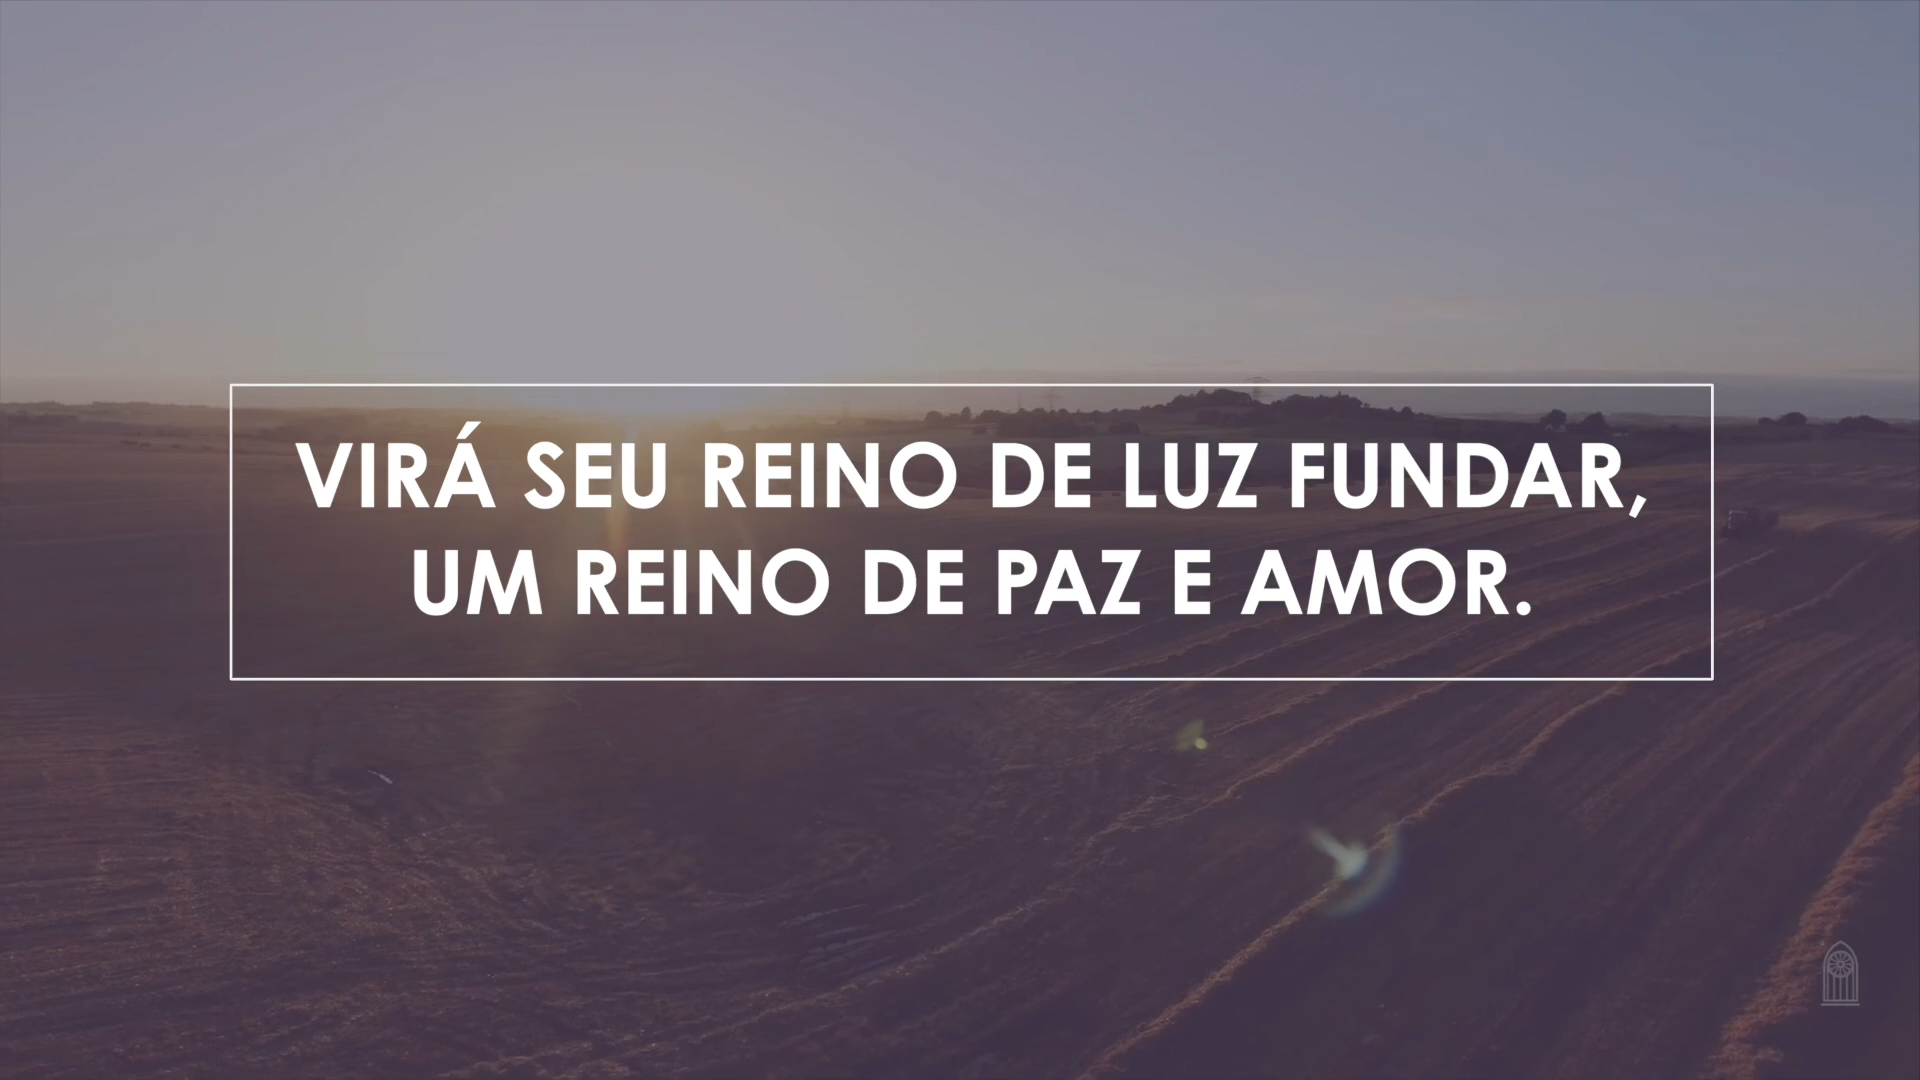 VIRÁ SEU REINO DE LUZ FUNDAR,
UM REINO DE PAZ E AMOR.